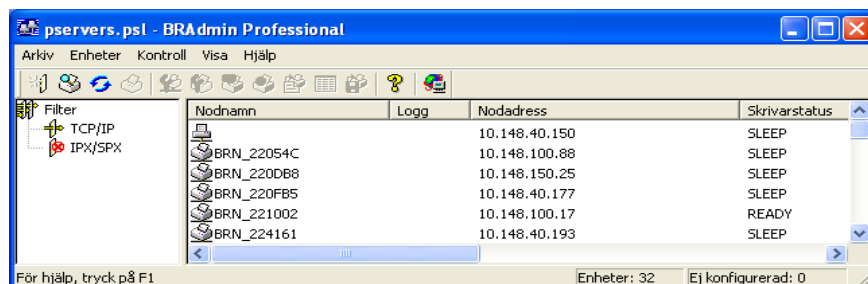 pservers.psl - BRAdmin Professional
Arkiv Enheter Kontroll Visa Hjälp
Filter
TCP/IP
IPX/SPX
Nodnamn Logg Nodadress Skrivarstatus
10.148.40.150 SLEEP
BRN_22054C 10.148.100.88 SLEEP
BRN_220DB8 10.148.150.25 SLEEP
BRN_220FB5 10.148.40.177 SLEEP
BRN_221002 10.148.100.17 READY
BRN_224161 10.148.40.193 SLEEP
För hjälp, tryck på F1 Enheter: 32 Ej konfigurerad: 0